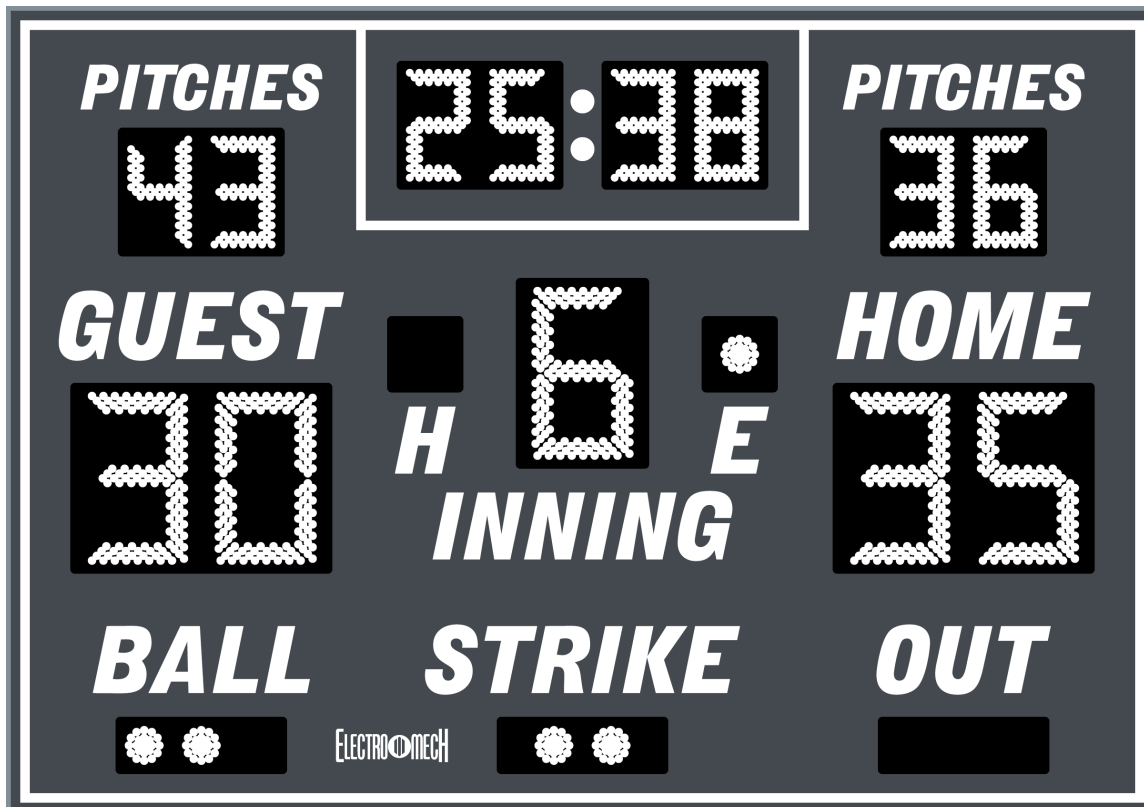 PITCHES 25:38 PITCHES
43 36
GUEST 6 HOME
H E
30 35
INNING
BALL STRIKE OUT
ELECTRO MECH